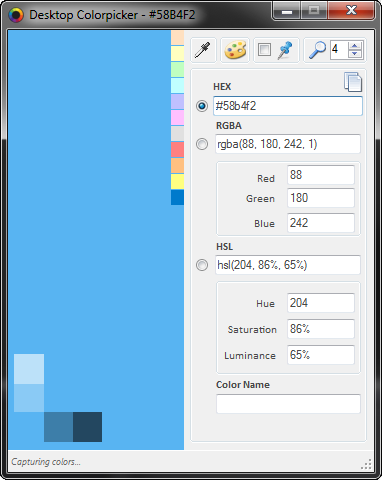 Desktop Colorpicker - #58B4F2
4
HEX
#58b4f2
RGBA
rgba(88, 180, 242, 1)
Red 88
Green 180
Blue 242
HSL
hsl(204, 86%, 65%)
Hue 204
Saturation 86%
Luminance 65%
Color Name
Capturing colors...